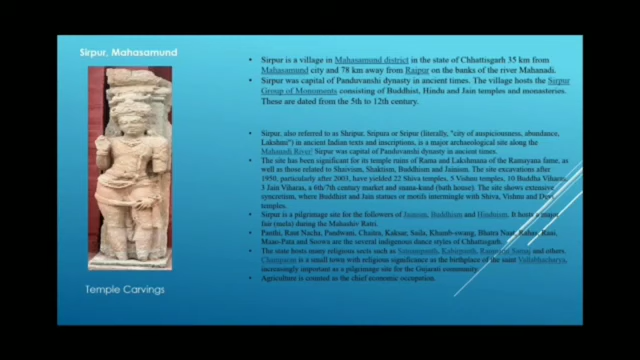 Sirpur, Mahasamund
Sirpur is a village in Mahasamund district in the state of Chhattisgarh 35 km from
Mahasamund city and 78 km away from Raipur on the banks of the river Mahanadi.
Sirpur was capital of Panduvanshi dynasty in ancient times. The village hosts the Sirpur
Group of Monuments consisting of Buddhist, Hindu and Jain temples and monasteries.
These are dated from the 5th to 12th century.
Sirpur, also referred to as Shripur, Sripura or Sripur (literally, "city of auspiciousness, abundance,
Lakshmi") in ancient Indian texts and inscriptions, is a major archaeological site along the
Mahanadi River. Sirpur was capital of Panduvanshi dynasty in ancient times.
The site has been significant for its temple ruins of Rama and Lakshmana of the Ramayana fame, as
well as those related to Shaivism, Shaktism, Buddhism and Jainism. The site excavations after
1950, particularly after 2003, have yielded 22 Shiva temples, 5 Vishnu temples, 10 Buddha Viharas,
3 Jain Viharas, a 6th/7th century market and (bath house). The site shows extensive
syncretism, where Buddhist and Jain statues or motifs intermingle with Shiva, Vishnu and Devi
temples.
Sirpur is pilgrimage site for the followers of Jainism, Buddhism and Hinduism. It hosts a major
fair (mela) during the Mahashiv Ratri.
Panthi, Raut Nacha, Pandwani, Chaitra, Kaksar, Saila, Khamb-swang, Bhatra Naat, Rahas, Raai,
Maao-Pata and Soowa are the several indigenous dance styles of Chhattisgarh.
The state hosts many religious sects such as Satnampanth, Kabirpanth, Ramnami Samaj and others.
Champaran is a small town with religious significance as the birthplace of the saint Vallabhacharya,
increasingly important as a pilgrimage site for the Gujarati community.
Agriculture is counted as the chief economic occupation.
Temple Carvings